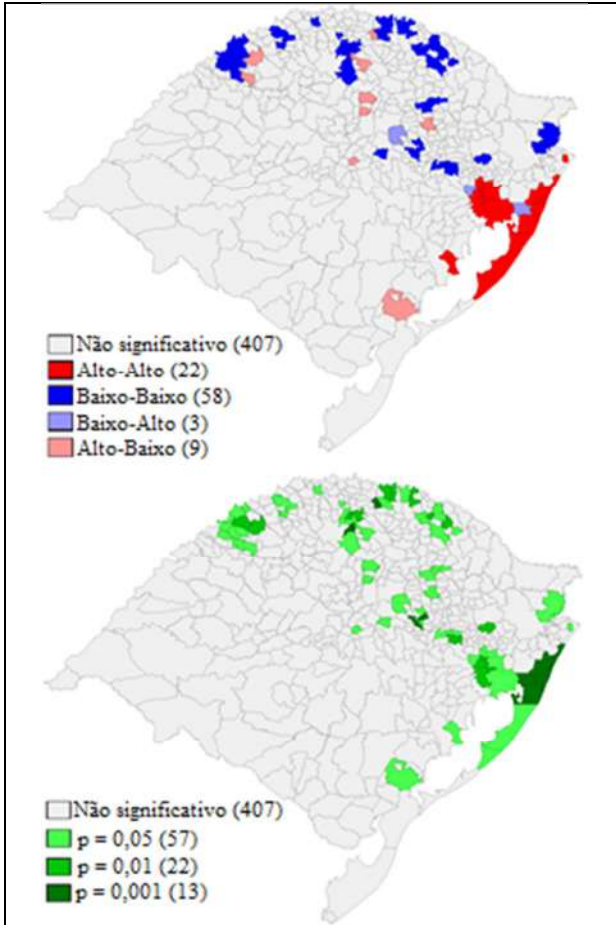 Não significativo (407)
Alto-Alto (22)
Baixo-Baixo (58)
Baixo-Alto (3)
Alto-Baixo (9)
Não significativo (407)
p = 0,05 (57)
p = 0,01 (22)
p = 0,001 (13)